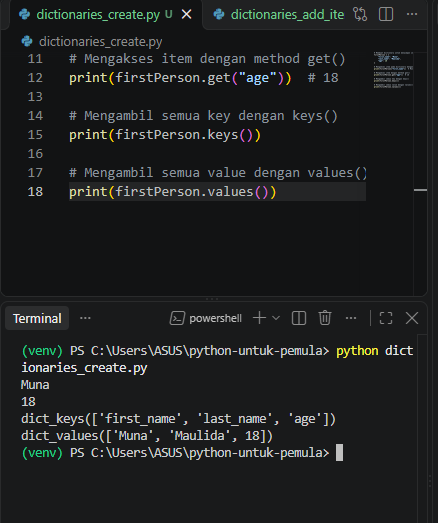 dictionaries_create.py U
dictionaries_add_ite
dictionaries_create.py
11 # Mengakses item dengan method get()
12 print(firstPerson.get("age")) # 18
13
14 # Mengambil semua key dengan keys()
15 print(firstPerson.keys())
16
17 # Mengambil semua value dengan values()
18 print(firstPerson.values())
Terminal
powershell
(venv) PS C:\Users\ASUS\python-untuk-pemula> python dict
ionaries_create.py
Muna
18
dict_keys(['first_name', 'last_name', 'age'])
dict_values(['Muna', 'Maulida', 18])
(venv) PS C:\Users\ASUS\python-untuk-pemula>